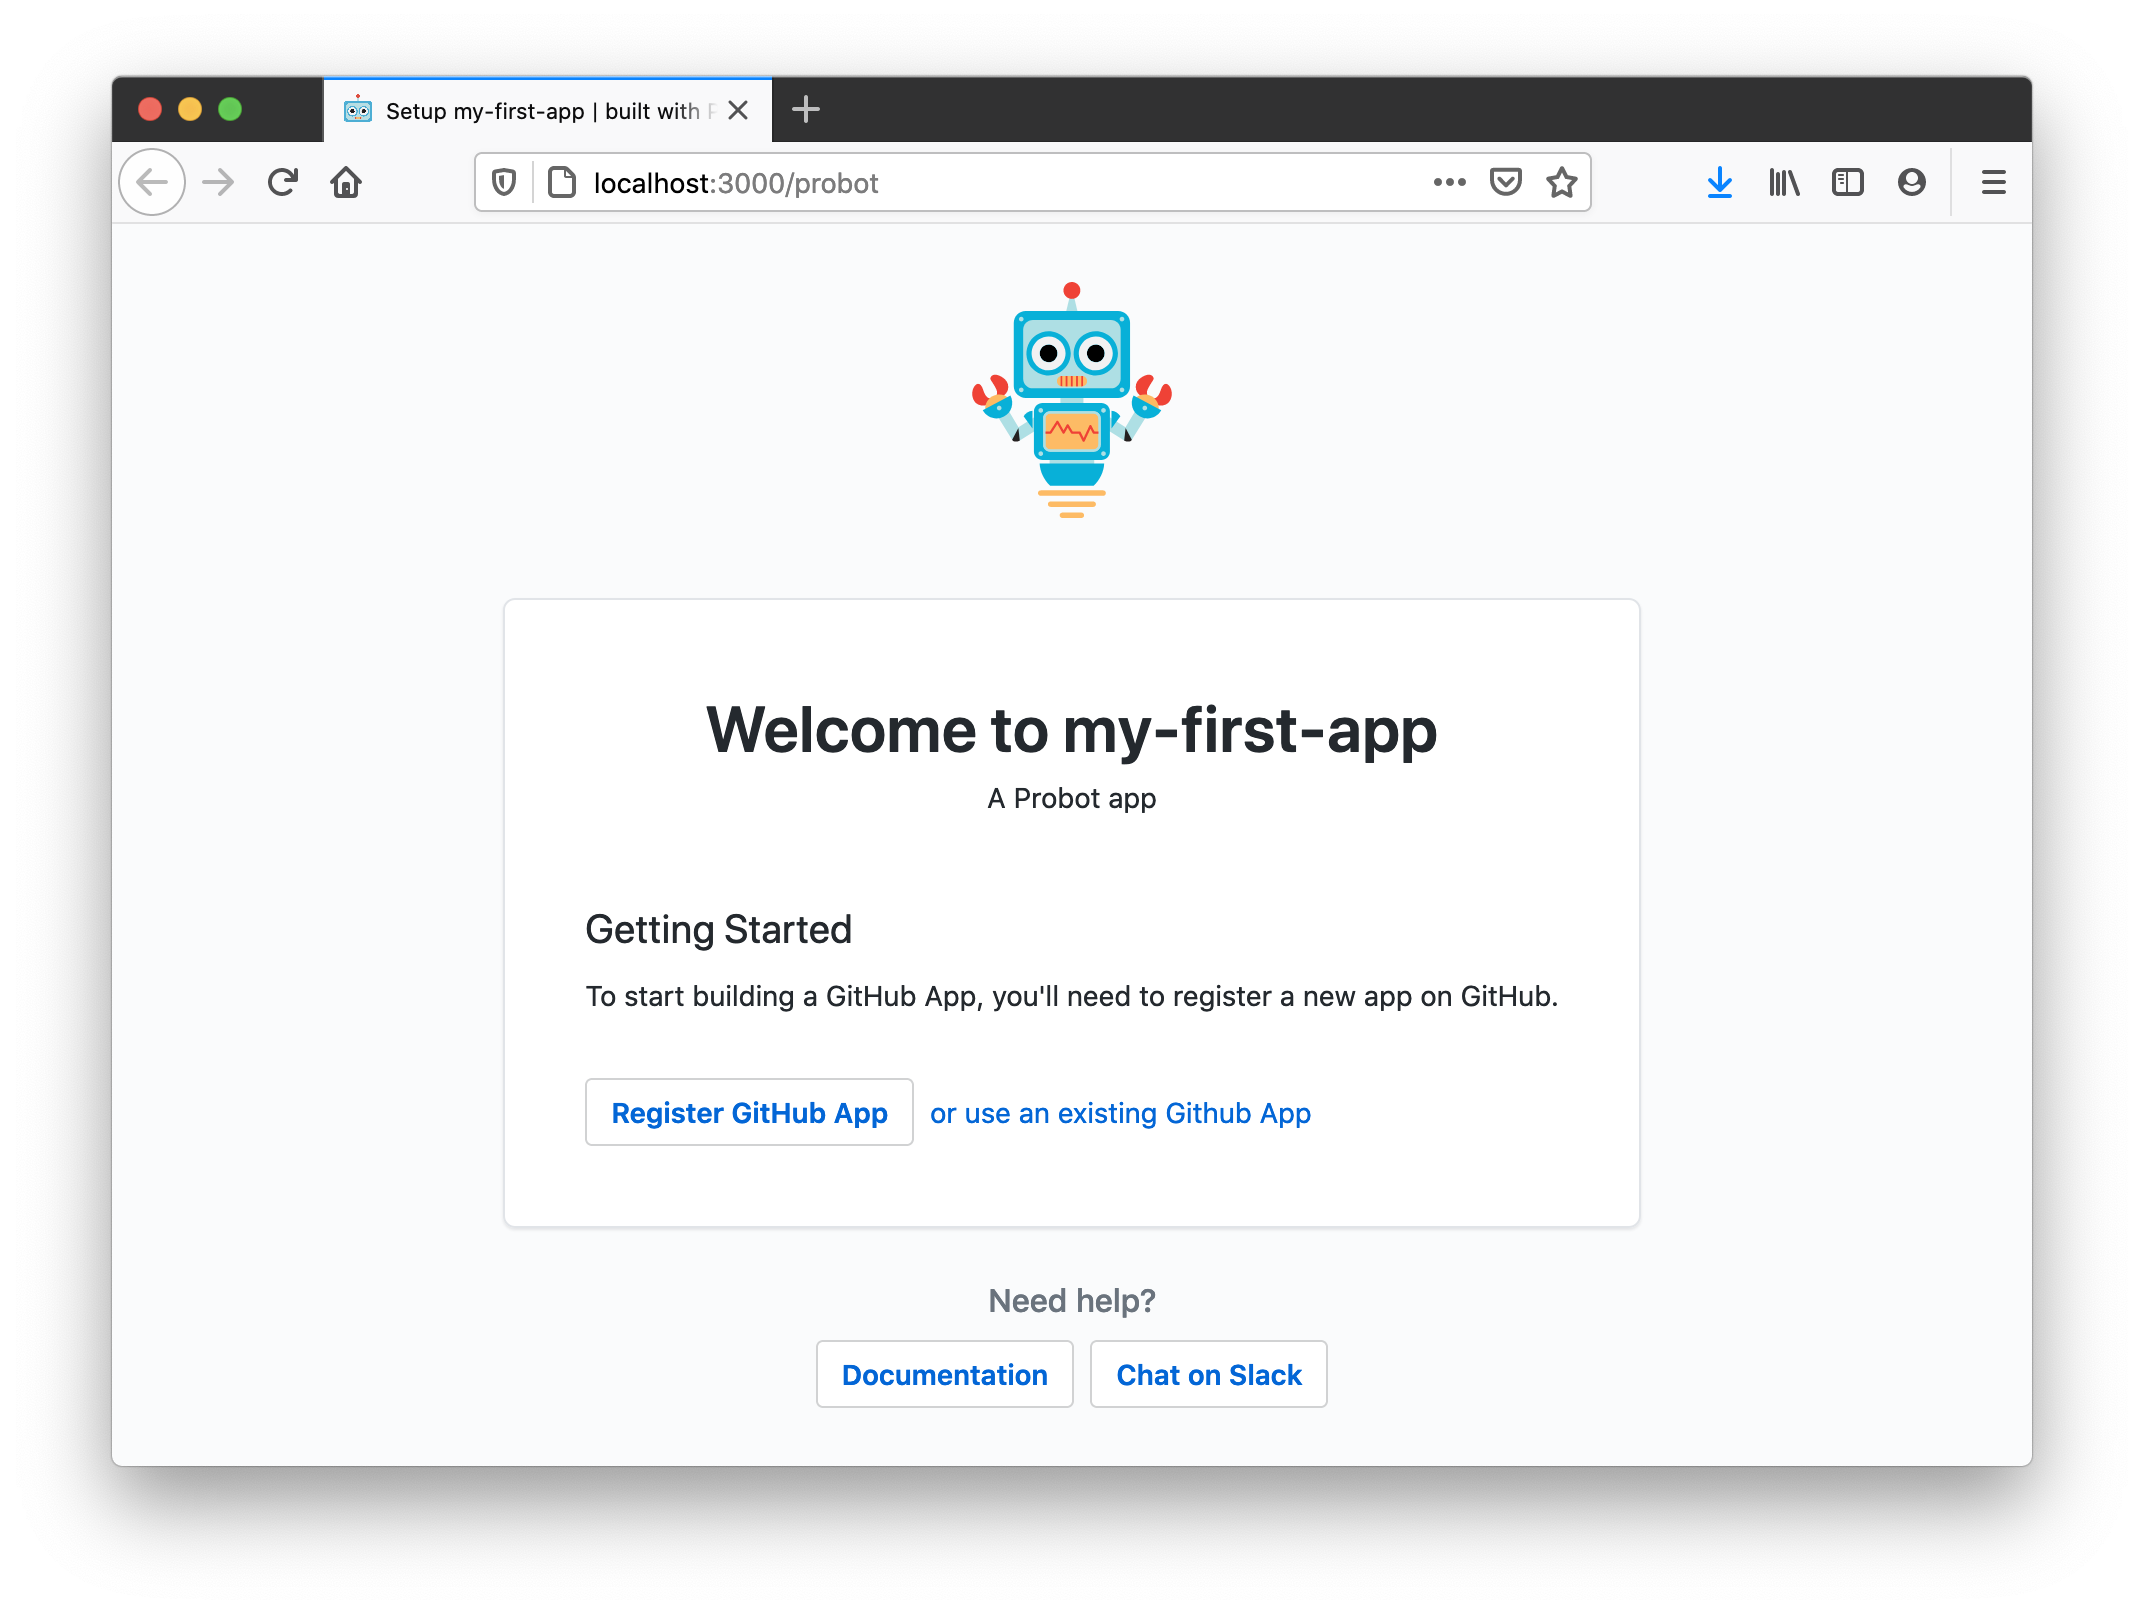 Setup my-first-app | built with
localhost:3000/probot
Welcome to my-first-app
A Probot app
Getting Started
To start building a GitHub App, you'll need to register a new app on GitHub.
Register GitHub App or use an existing Github App
Need help?
Documentation Chat on Slack